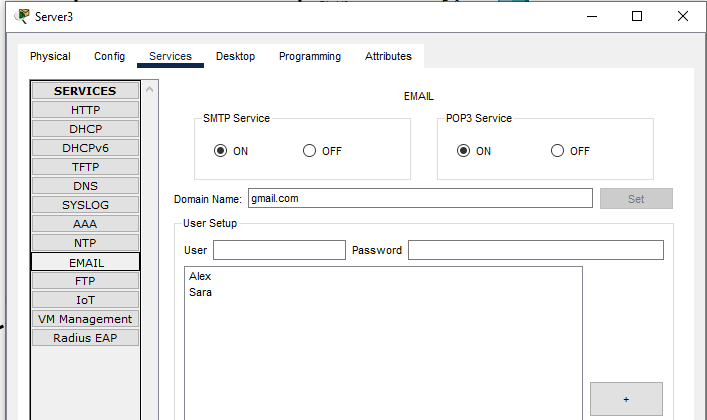 Server3
Physical Config Services Desktop Programming Attributes
SERVICES
HTTP
DHCP
DHCPv6
TFTP
DNS
SYSLOG
AAA
NTP
EMAIL
FTP
IoT
VM Management
Radius EAP
EMAIL
SMTP Service
ON OFF
POP3 Service
ON OFF
Domain Name: gmail.com Set
User Setup
User Password
Alex
Sara
+